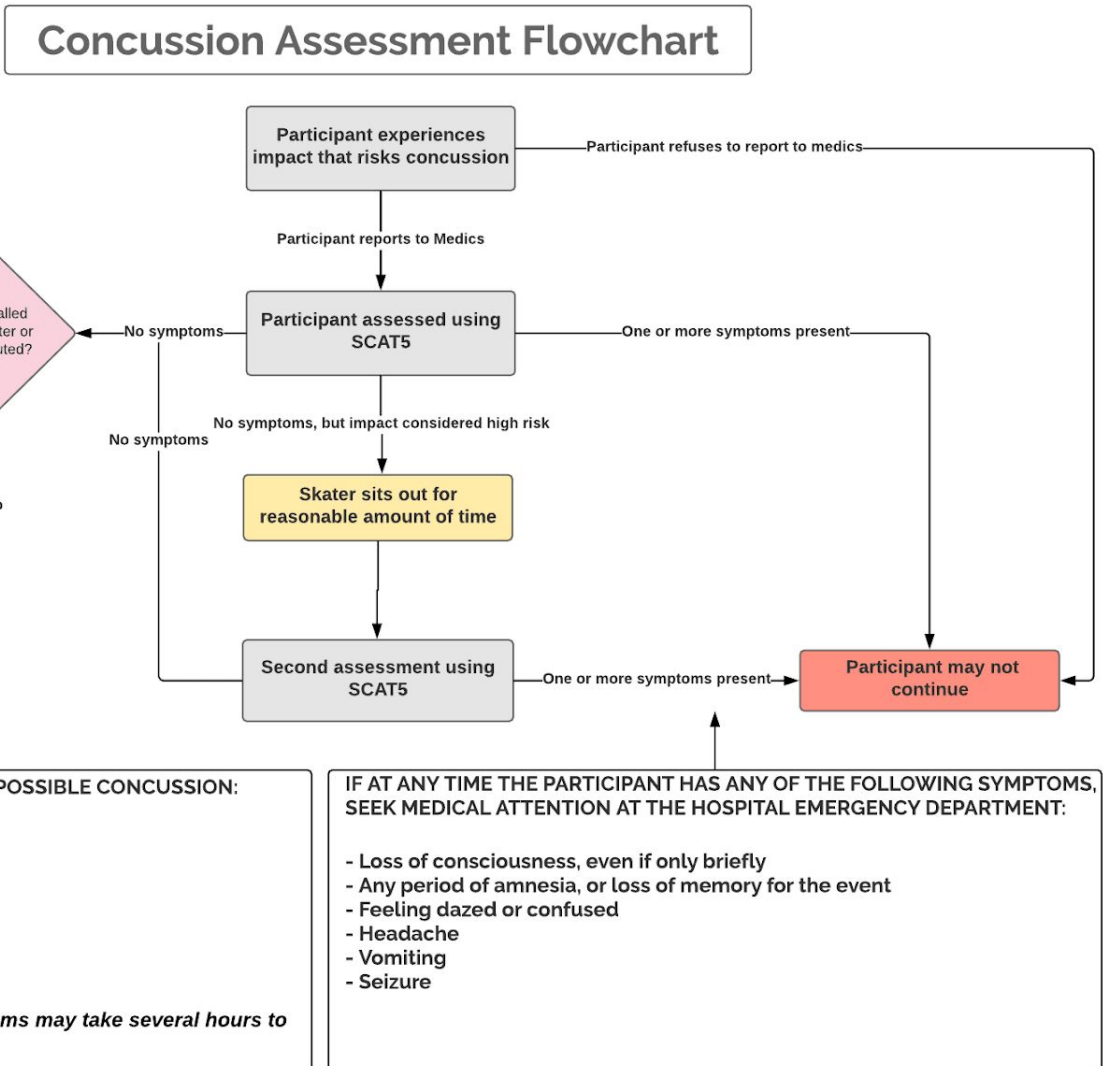 Concussion Assessment Flowchart
Participant experiences
impact that risks concussion
Participant refuses to report to medics
Participant reports to Medics
Participant assessed using
SCAT5
No symptoms
One or more symptoms present
No symptoms, but impact considered high risk
No symptoms
Skater sits out for
reasonable amount of time
Second assessment using
SCAT5
One or more symptoms present
Participant may not
continue
POSSIBLE CONCUSSION:
may take several hours to
IF AT ANY TIME THE PARTICIPANT HAS ANY OF THE FOLLOWING SYMPTOMS,
SEEK MEDICAL ATTENTION AT THE HOSPITAL EMERGENCY DEPARTMENT:
- Loss of consciousness, even if only briefly
- Any period of amnesia, or loss of memory for the event
- Feeling dazed or confused
- Headache
- Vomiting
- Seizure